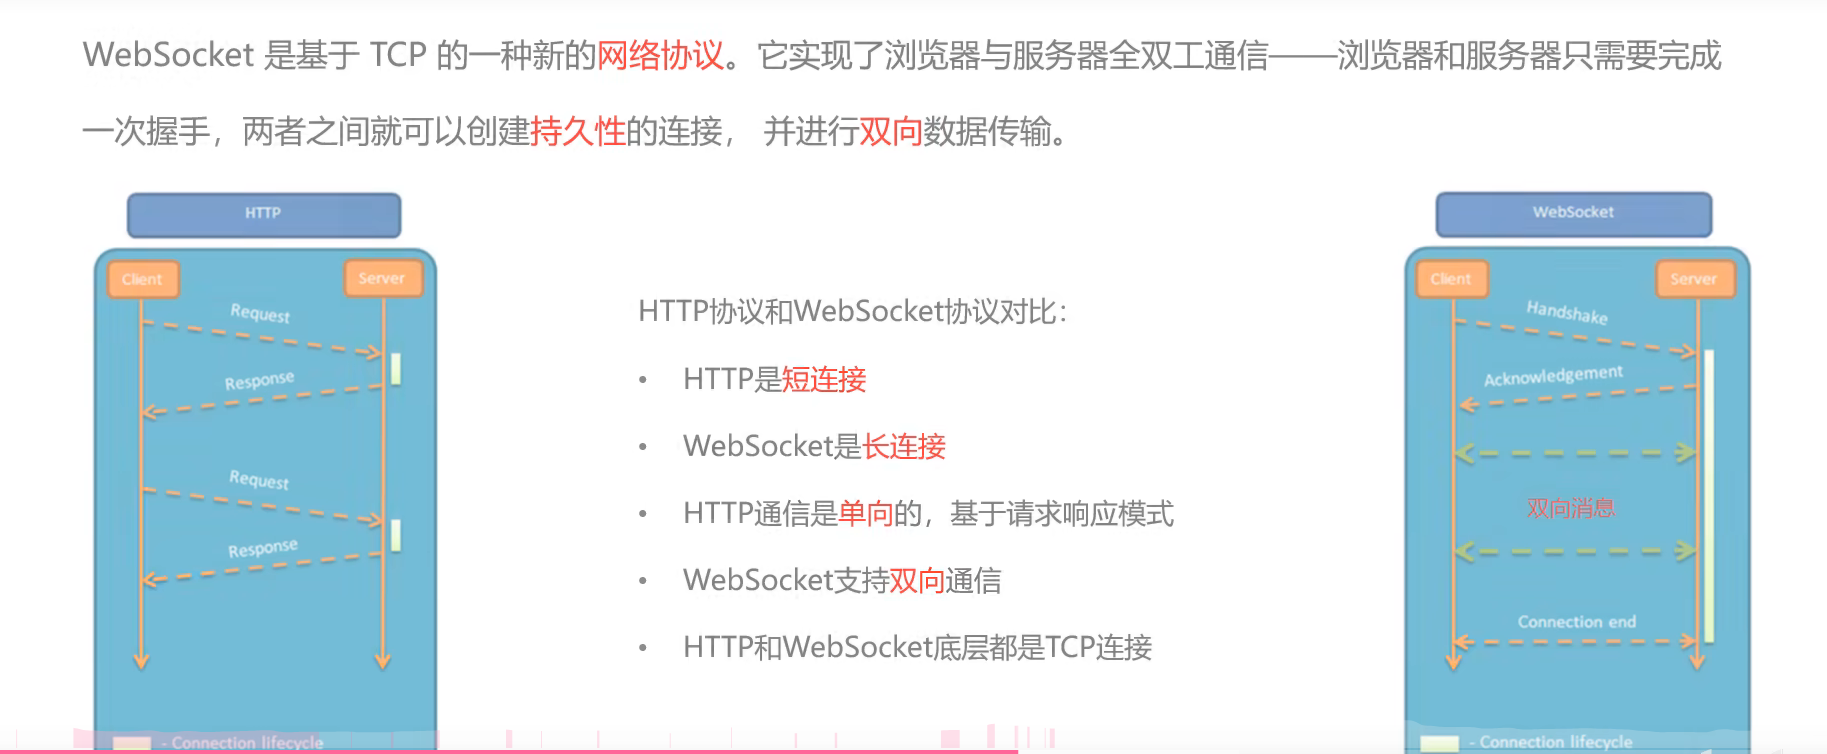 WebSocket 是基于 TCP 的一种新的网络协议。它实现了浏览器与服务器全双工通信——浏览器和服务器只需要完成
一次握手，两者之间就可以创建持久性的连接， 并进行双向数据传输。
HTTP
Client
Server
Request
Response
Request
Response
- Connection lifecycle
HTTP协议和WebSocket协议对比：
• HTTP是短连接
• WebSocket是长连接
• HTTP通信是单向的，基于请求响应模式
• WebSocket支持双向通信
• HTTP和WebSocket底层都是TCP连接
WebSocket
Client
Server
Handshake
Acknowledgement
双向消息
Connection end
- Connection lifecycle